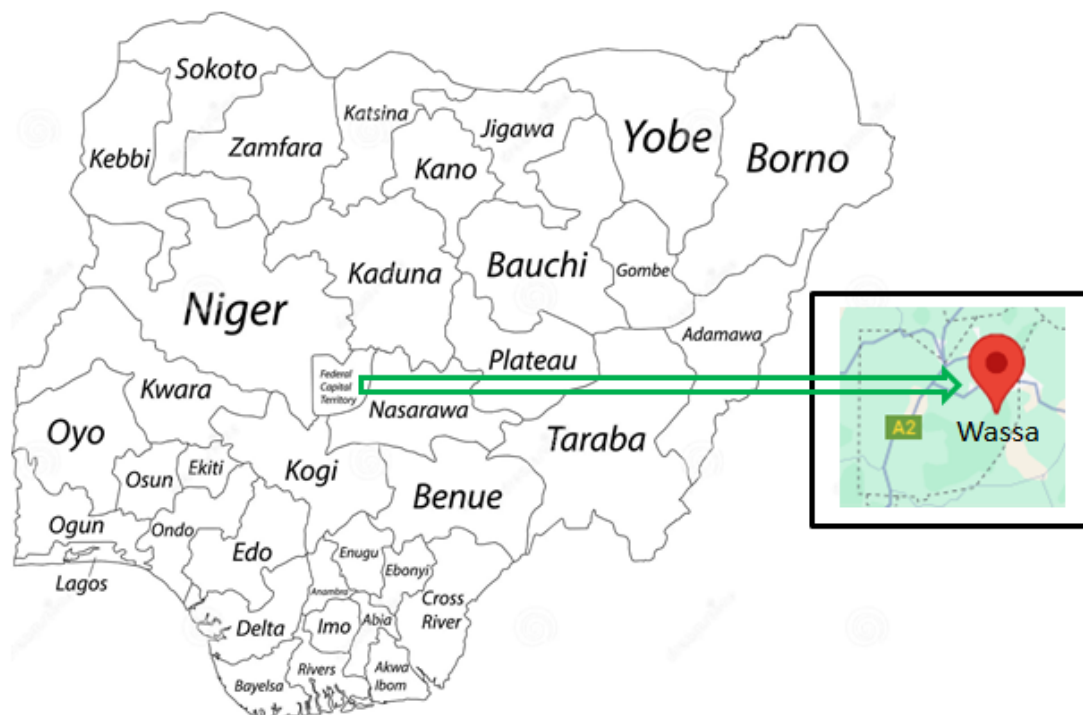 Sokoto
Katsina
Jigawa
Yobe
Borno
Kebbi
Zamfara
Kano
Kaduna
Bauchi
Gombe
Niger
Adamawa
Federal
Capital
Territory
Plateau
Kwara
Nasarawa
A2
Wassa
Oyo
Taraba
Osun
Ekiti
Kogi
Benue
Ogun
Ondo
Edo
Enugu
Ebonyi
Lagos
Anambra
Cross
River
Delta
Imo
Abia
Rivers
Akwa
Ibom
Bayelsa